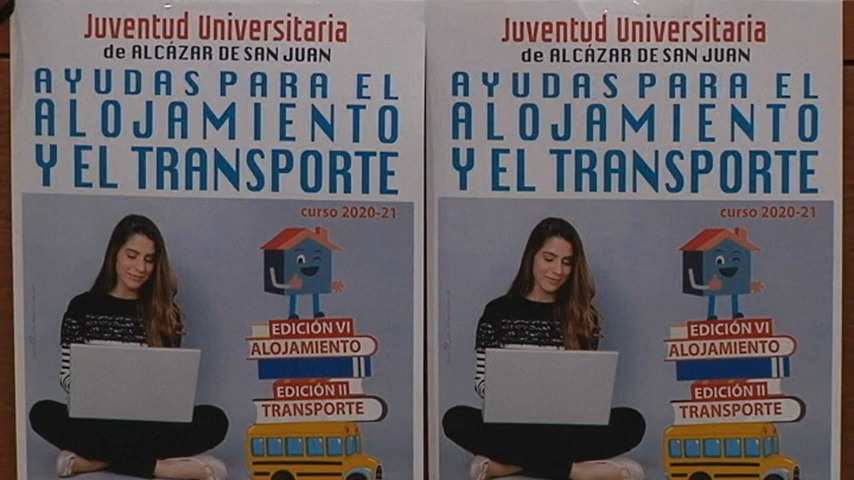 Juventud Universitaria
de ALCÁZAR DE SAN JUAN
AYUDAS PARA EL
ALOJAMIENTO
Y EL TRANSPORTE
curso 2020-21
EDICIÓN VI
ALOJAMIENTO
EDICIÓN II
TRANSPORTE
Juventud Universitaria
de ALCÁZAR DE SAN JUAN
AYUDAS PARA EL
ALOJAMIENTO
Y EL TRANSPORTE
curso 2020-21
EDICIÓN VI
ALOJAMIENTO
EDICIÓN II
TRANSPORTE